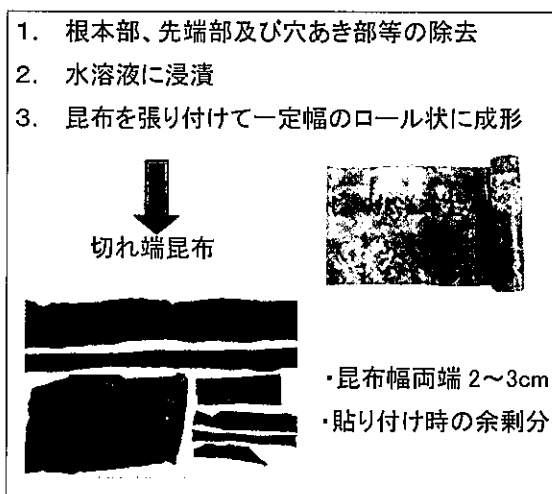 1. 根本部、先端部及び穴あき部等の除去
2. 水溶液に浸漬
3. 昆布を張り付けて一定幅のロール状に成形
切れ端昆布
・昆布幅両端2～3cm
・貼り付け時の余剰分